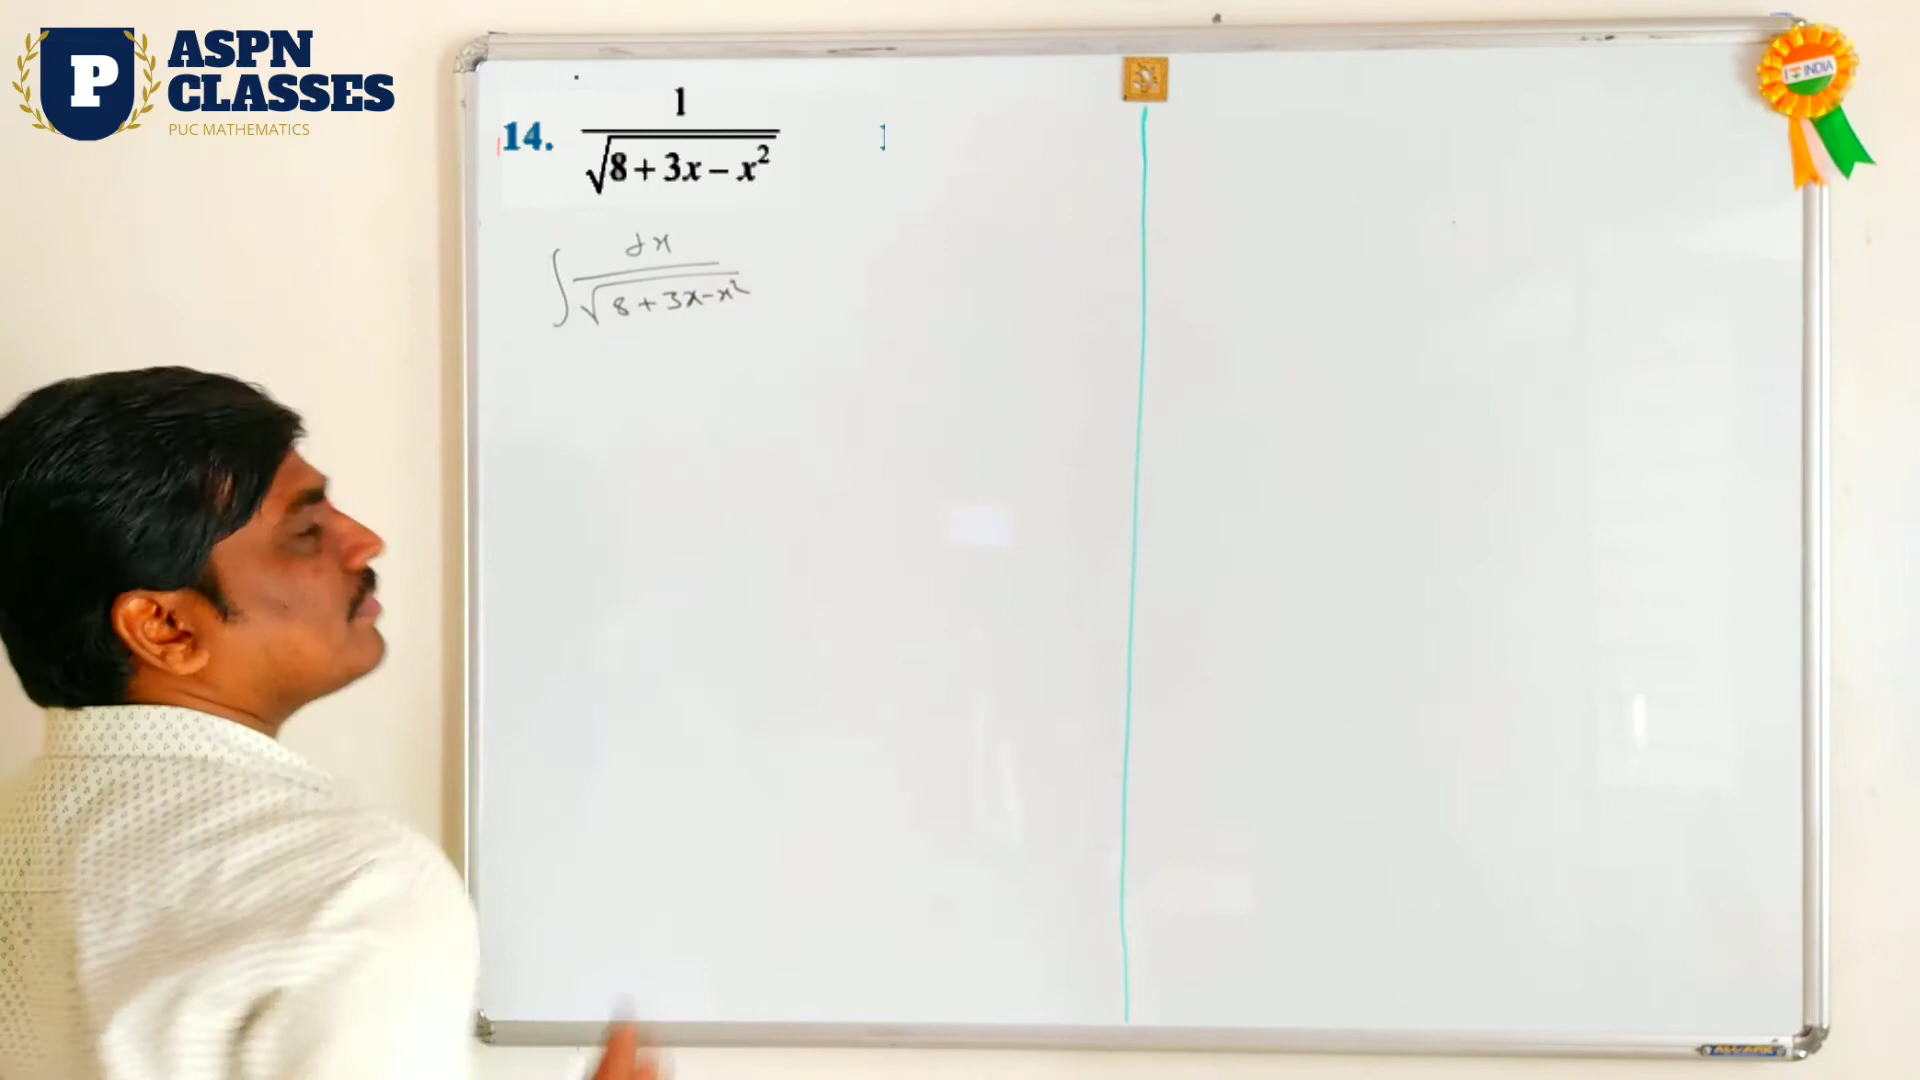 P
ASPN
CLASSES
PUC MATHEMATICS
14. 1/√(8 + 3x – x²)
∫ dx/√(8 + 3x – x²)
I INDIA